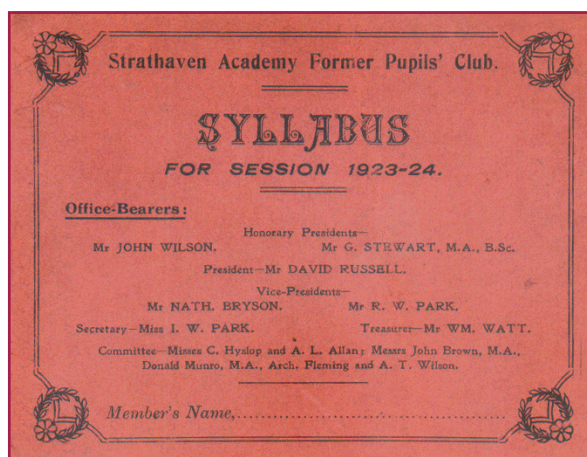 Strathaven Academy Former Pupils' Club.
SYLLABUS
FOR SESSION 1923-24.
Office-Bearers:
Honorary Presidents—
Mr JOHN WILSON. Mr G. STEWART, M.A., B.Sc.
President—Mr DAVID RUSSELL.
Vice-Presidents—
Mr NATH. BRYSON. Mr R. W. PARK.
Secretary—Miss I. W. PARK. Treasurer—Mr WM. WATT.
Committee—Misses C. Hyslop and A. L. Allan; Messrs John Brown, M.A.,
Donald Munro, M.A., Arch. Fleming and A. T. Wilson.
Member's Name,..................................................